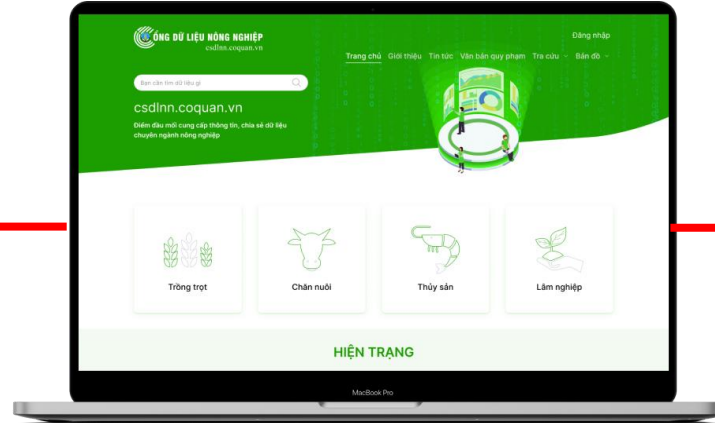 CỔNG DỮ LIỆU NÔNG NGHIỆP
csdlnn.coquan.vn
Đăng nhập
Trang chủ Giới thiệu Tin tức Văn bản quy phạm Tra cứu Bản đồ
Bạn cần tìm dữ liệu gì
csdlnn.coquan.vn
Điểm đầu mối cung cấp thông tin, chia sẻ dữ liệu
chuyên ngành nông nghiệp
Trồng trọt
Chăn nuôi
Thủy sản
Lâm nghiệp
HIỆN TRẠNG
MacBook Pro